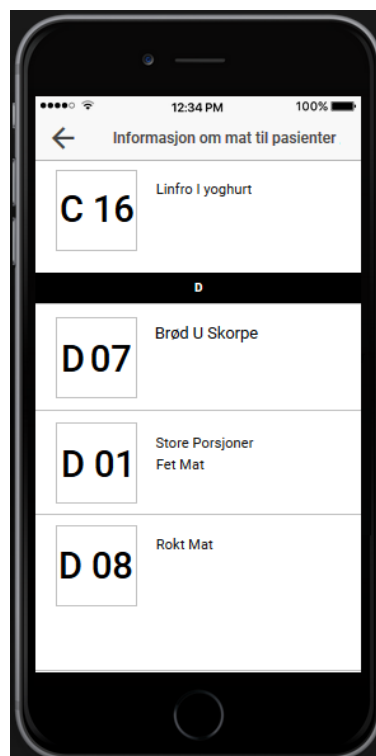 12:34 PM
100%
Informasjon om mat til pasienter
C 16
Linfro I yoghurt
D
D 07
Brød U Skorpe
D 01
Store Porsjoner
Fet Mat
D 08
Rokt Mat